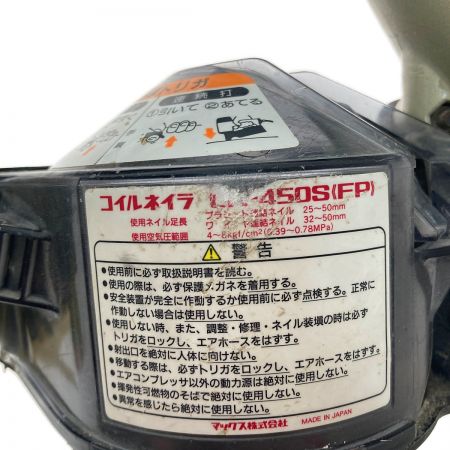 トリガ
連続打
①引いて ②あてる
コイルネイラ -450S(FP)
使用ネイル足長 プラシート連結ネイル 25～50mm
ワイヤ連結ネイル 32～50mm
使用空気圧範囲 4～8kgf/cm²(0.39～0.78MPa)
警告
●使用前に必ず取扱説明書を読む。
●使用の際は、必ず保護メガネを着用する。
●安全装置が完全に作動するか使用前に必ず点検する。正常に
作動しない場合は使用しない。
●使用しない時、また、調整・修理・ネイル装塡の時は必ず
トリガをロックし、エアホースをはずす。
●射出口を絶対に人体に向けない。
●移動する際は、必ずトリガをロックし、エアホースをはずす。
●エアコンプレッサ以外の動力源は絶対に使用しない。
●揮発性可燃物のそばで絶対に使用しない。
●異常を感じたら絶対に使用しない。
マックス株式会社 MADE IN JAPAN